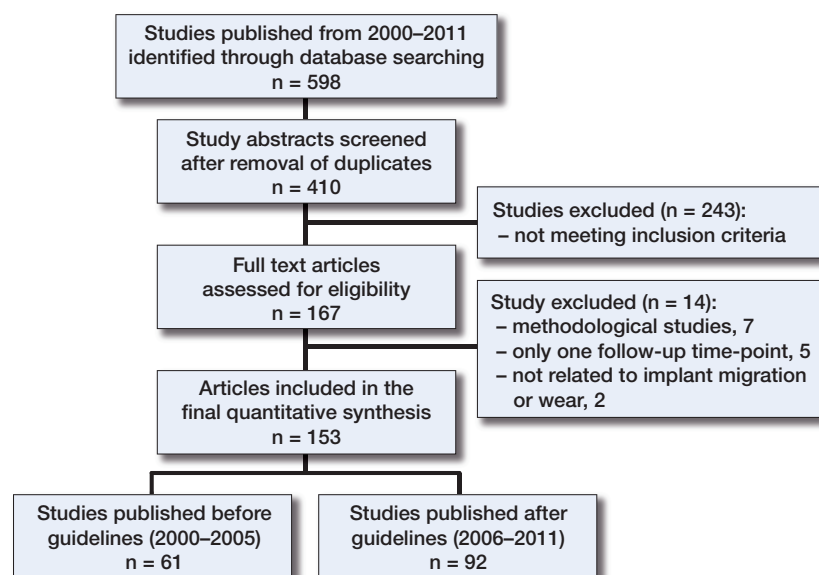 Studies published from 2000–2011
identified through database searching
n = 598
Study abstracts screened
after removal of duplicates
n = 410
Studies excluded (n = 243):
– not meeting inclusion criteria
Full text articles
assessed for eligibility
n = 167
Study excluded (n = 14):
– methodological studies, 7
– only one follow-up time-point, 5
– not related to implant migration
or wear, 2
Articles included in the
final quantitative synthesis
n = 153
Studies published before
guidelines (2000–2005)
n = 61
Studies published after
guidelines (2006–2011)
n = 92